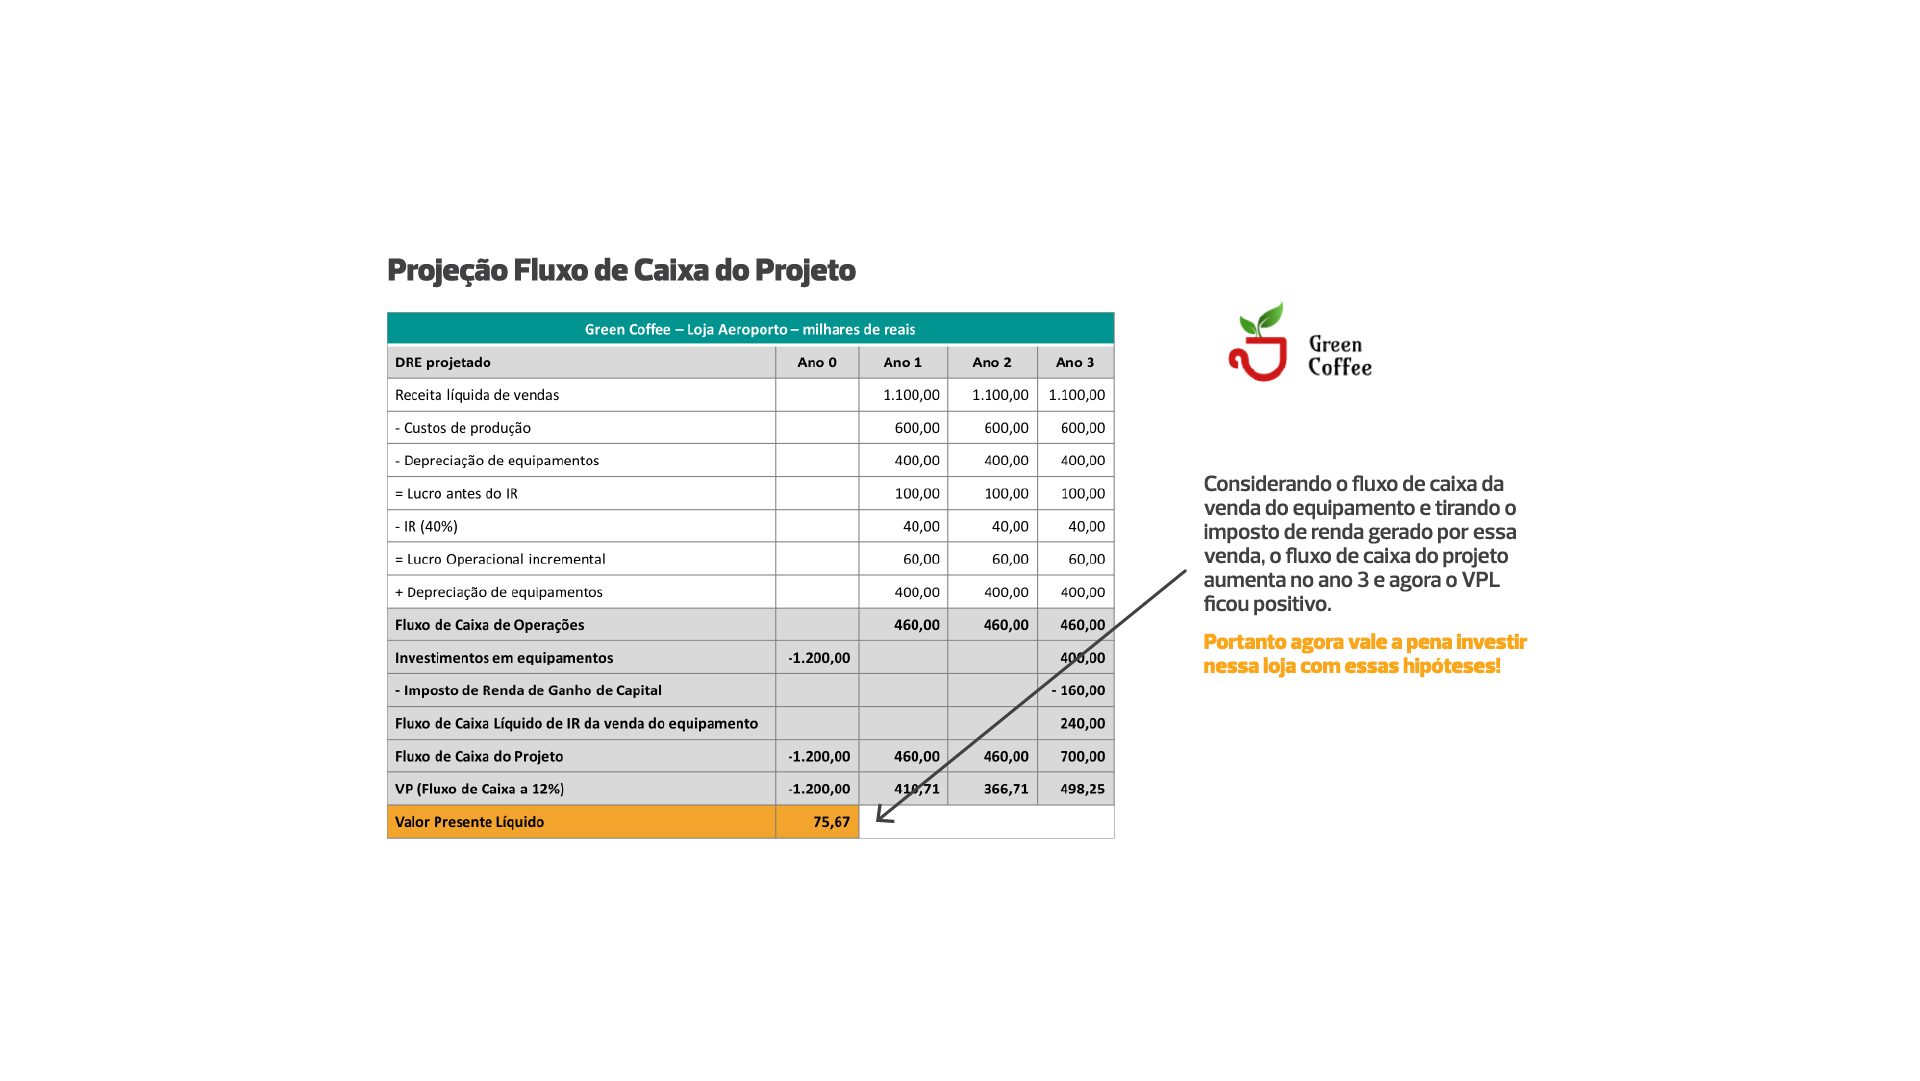 Projeção Fluxo de Caixa do Projeto
Green Coffee – Loja Aeroporto – milhares de reais
DRE projetado Ano 0 Ano 1 Ano 2 Ano 3
Receita líquida de vendas 1.100,00 1.100,00 1.100,00
- Custos de produção 600,00 600,00 600,00
- Depreciação de equipamentos 400,00 400,00 400,00
= Lucro antes do IR 100,00 100,00 100,00
- IR (40%) 40,00 40,00 40,00
= Lucro Operacional incremental 60,00 60,00 60,00
+ Depreciação de equipamentos 400,00 400,00 400,00
Fluxo de Caixa de Operações 460,00 460,00 460,00
Investimentos em equipamentos -1.200,00 400,00
- Imposto de Renda de Ganho de Capital - 160,00
Fluxo de Caixa Líquido de IR da venda do equipamento 240,00
Fluxo de Caixa do Projeto -1.200,00 460,00 460,00 700,00
VP (Fluxo de Caixa a 12%) -1.200,00 410,71 366,71 498,25
Valor Presente Líquido 75,67
Green
Coffee
Considerando o fluxo de caixa da
venda do equipamento e tirando o
imposto de renda gerado por essa
venda, o fluxo de caixa do projeto
aumenta no ano 3 e agora o VPL
ficou positivo.
Portanto agora vale a pena investir
nessa loja com essas hipóteses!